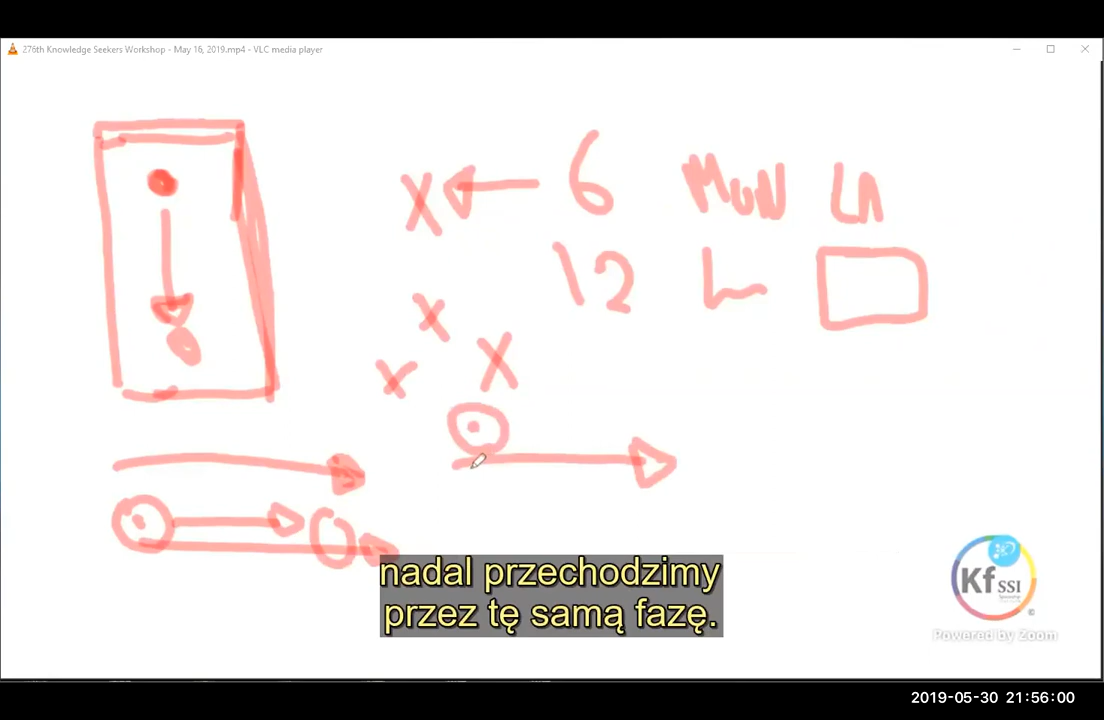 276th Knowledge Seekers Workshop - May 16, 2019.mp4 - VLC media player
X 6 MUN LA
12
X
X X
nadal przechodzimy
przez tę samą fazę.
Kf SSI
Powered by Zoom
2019-05-30 21:56:00